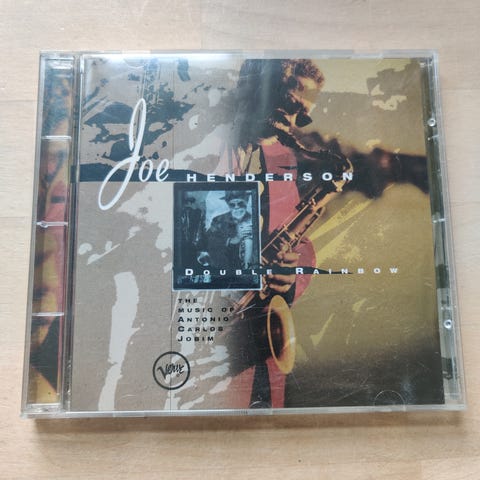 Joe
HENDERSON
DOUBLE RAINBOW
THE
MUSIC OF
ANTONIO
CARLOS
JOBIM
Verve